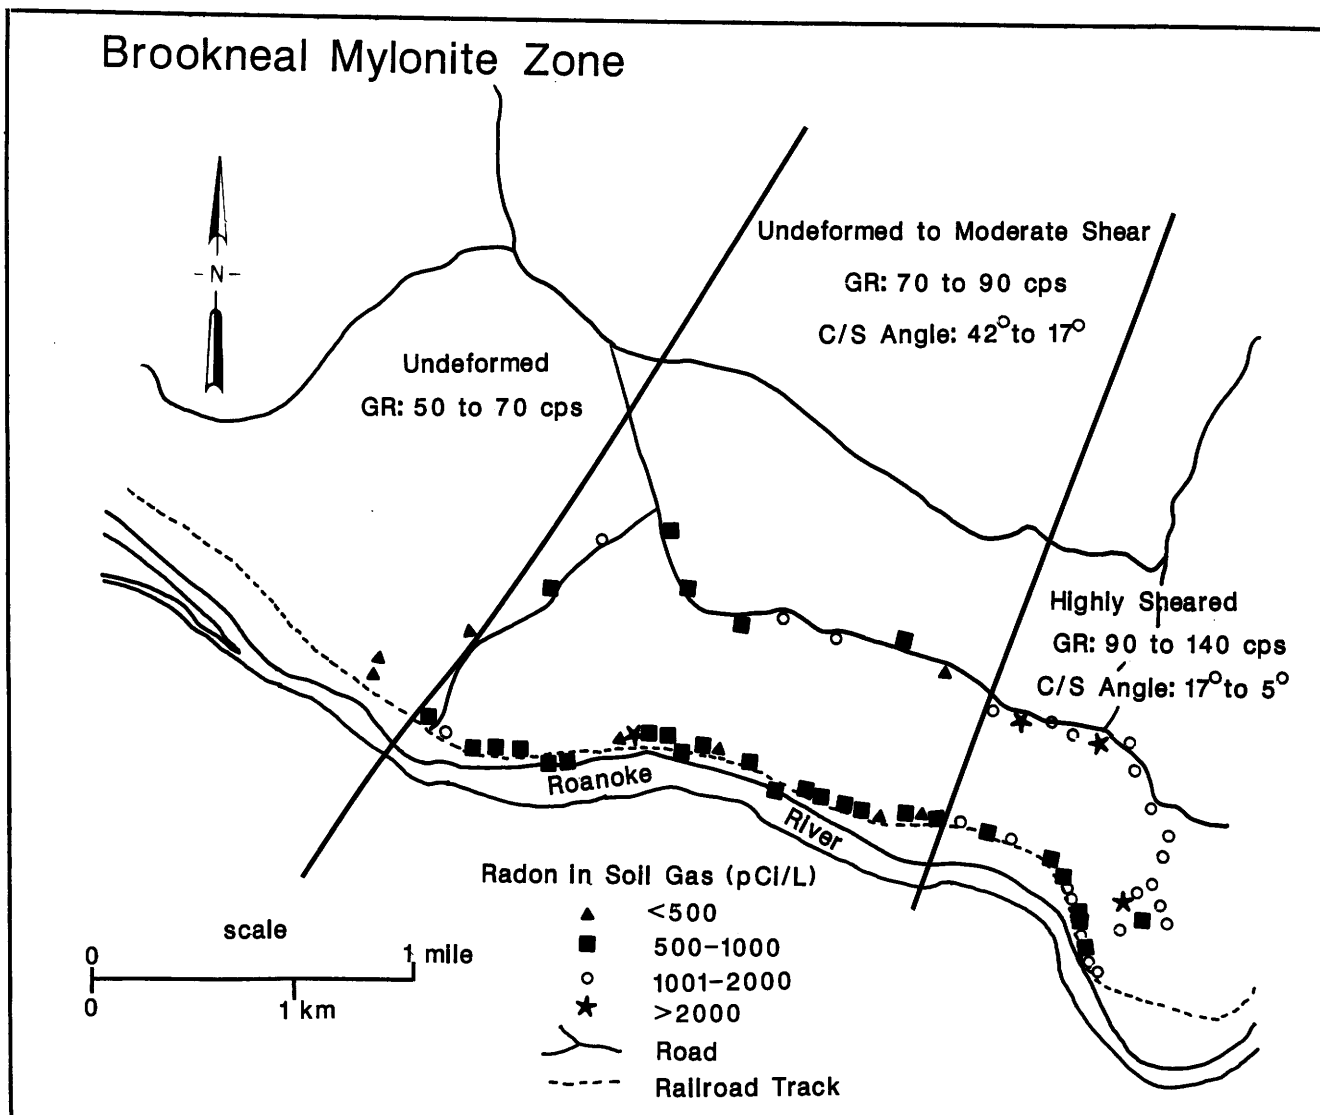 Brookneal Mylonite Zone
-N-
Undeformed to Moderate Shear
GR: 70 to 90 cps
C/S Angle: 42° to 17°
Undeformed
GR: 50 to 70 cps
Highly Sheared
GR: 90 to 140 cps
C/S Angle: 17° to 5°
Roanoke
River
Radon in Soil Gas (pCi/L)
<500
500-1000
1001-2000
>2000
Road
Railroad Track
scale
0 1 mile
0 1 km